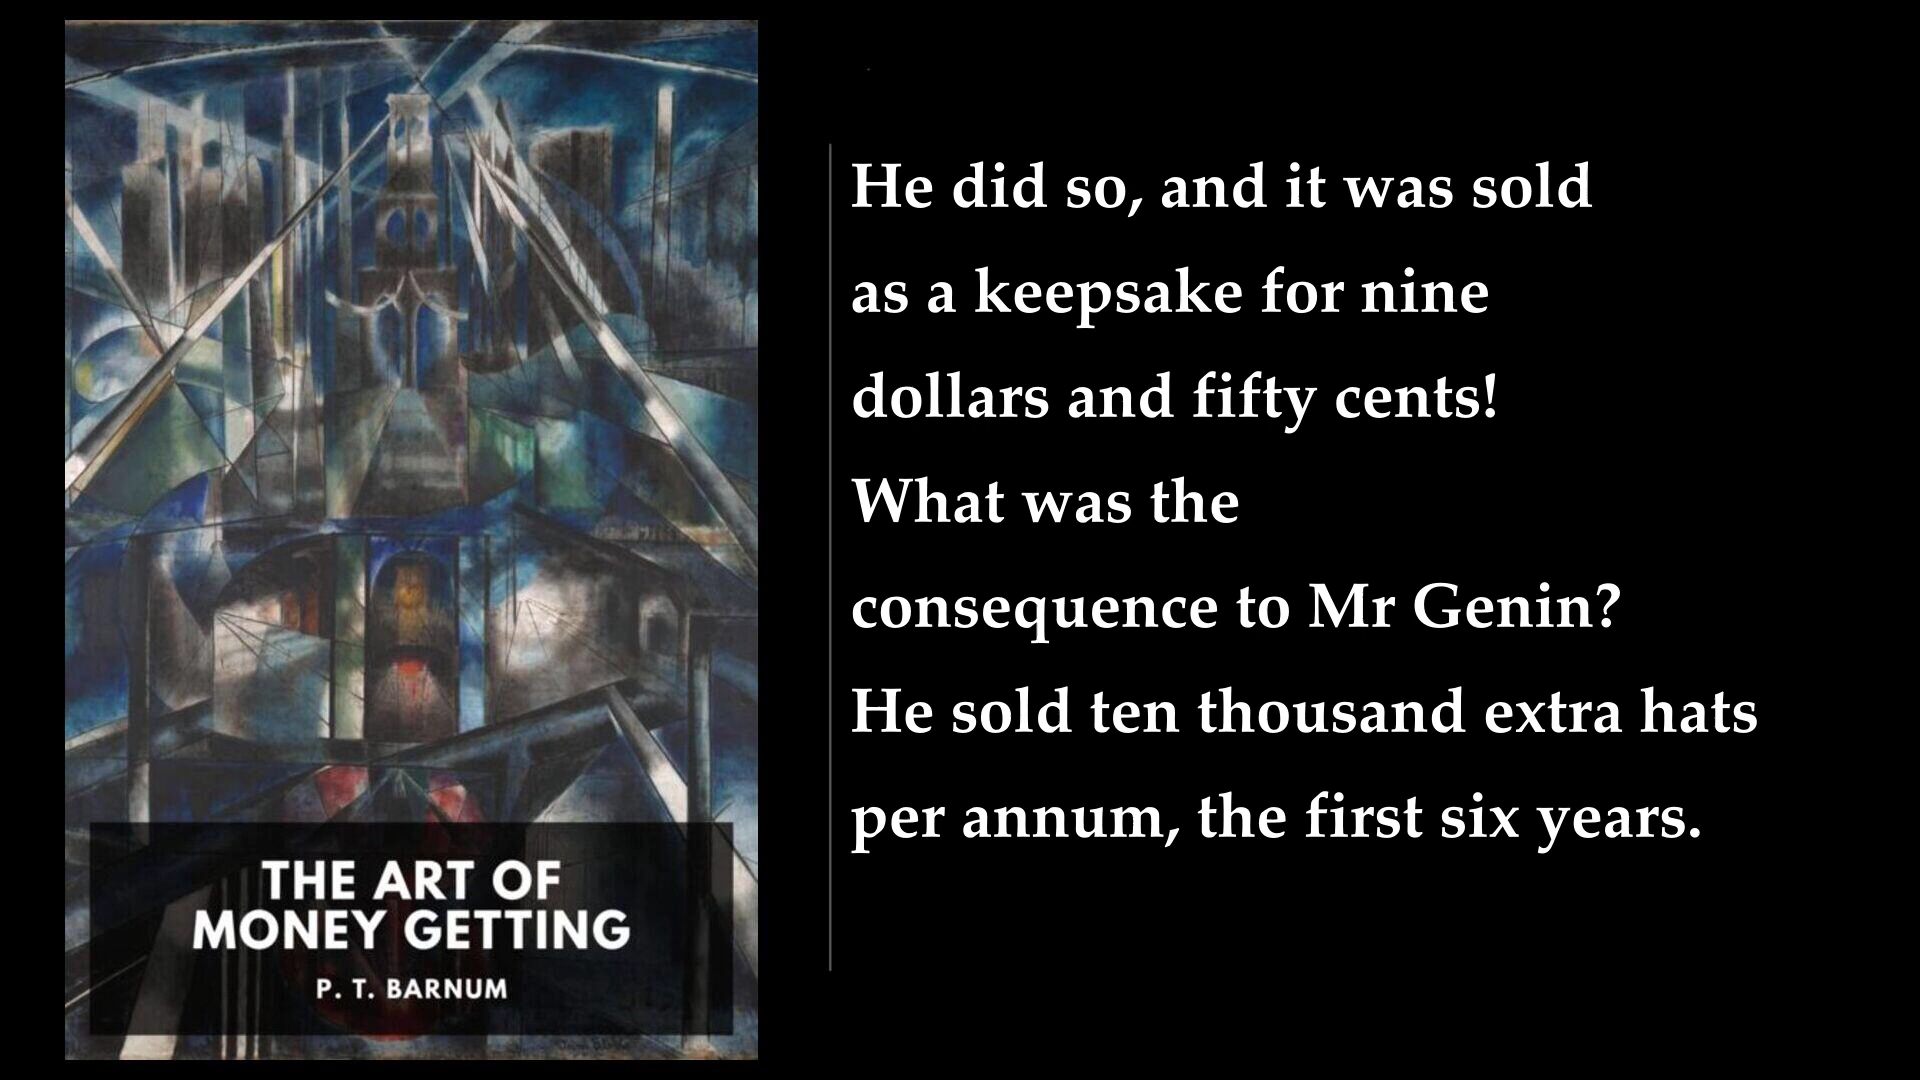 He did so, and it was sold
as a keepsake for nine
dollars and fifty cents!
What was the
consequence to Mr Genin?
He sold ten thousand extra hats
per annum, the first six years.
THE ART OF
MONEY GETTING
P. T. BARNUM